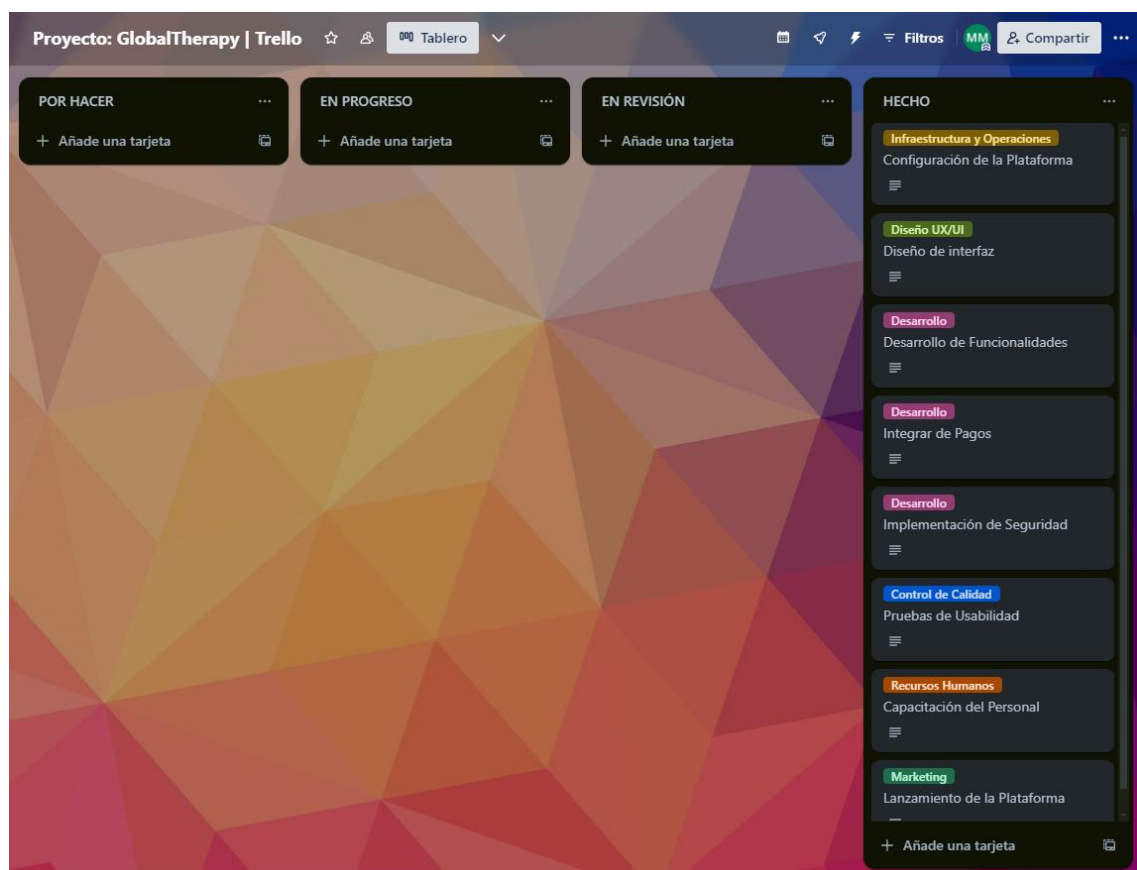 Proyecto: GlobalTherapy | Trello
Tablero
Filtros
MM
Compartir
POR HACER
Añade una tarjeta
EN PROGRESO
Añade una tarjeta
EN REVISIÓN
Añade una tarjeta
HECHO
Infraestructura y Operaciones
Configuración de la Plataforma
Diseño UX/UI
Diseño de interfaz
Desarrollo
Desarrollo de Funcionalidades
Desarrollo
Integrar de Pagos
Desarrollo
Implementación de Seguridad
Control de Calidad
Pruebas de Usabilidad
Recursos Humanos
Capacitación del Personal
Marketing
Lanzamiento de la Plataforma
Añade una tarjeta